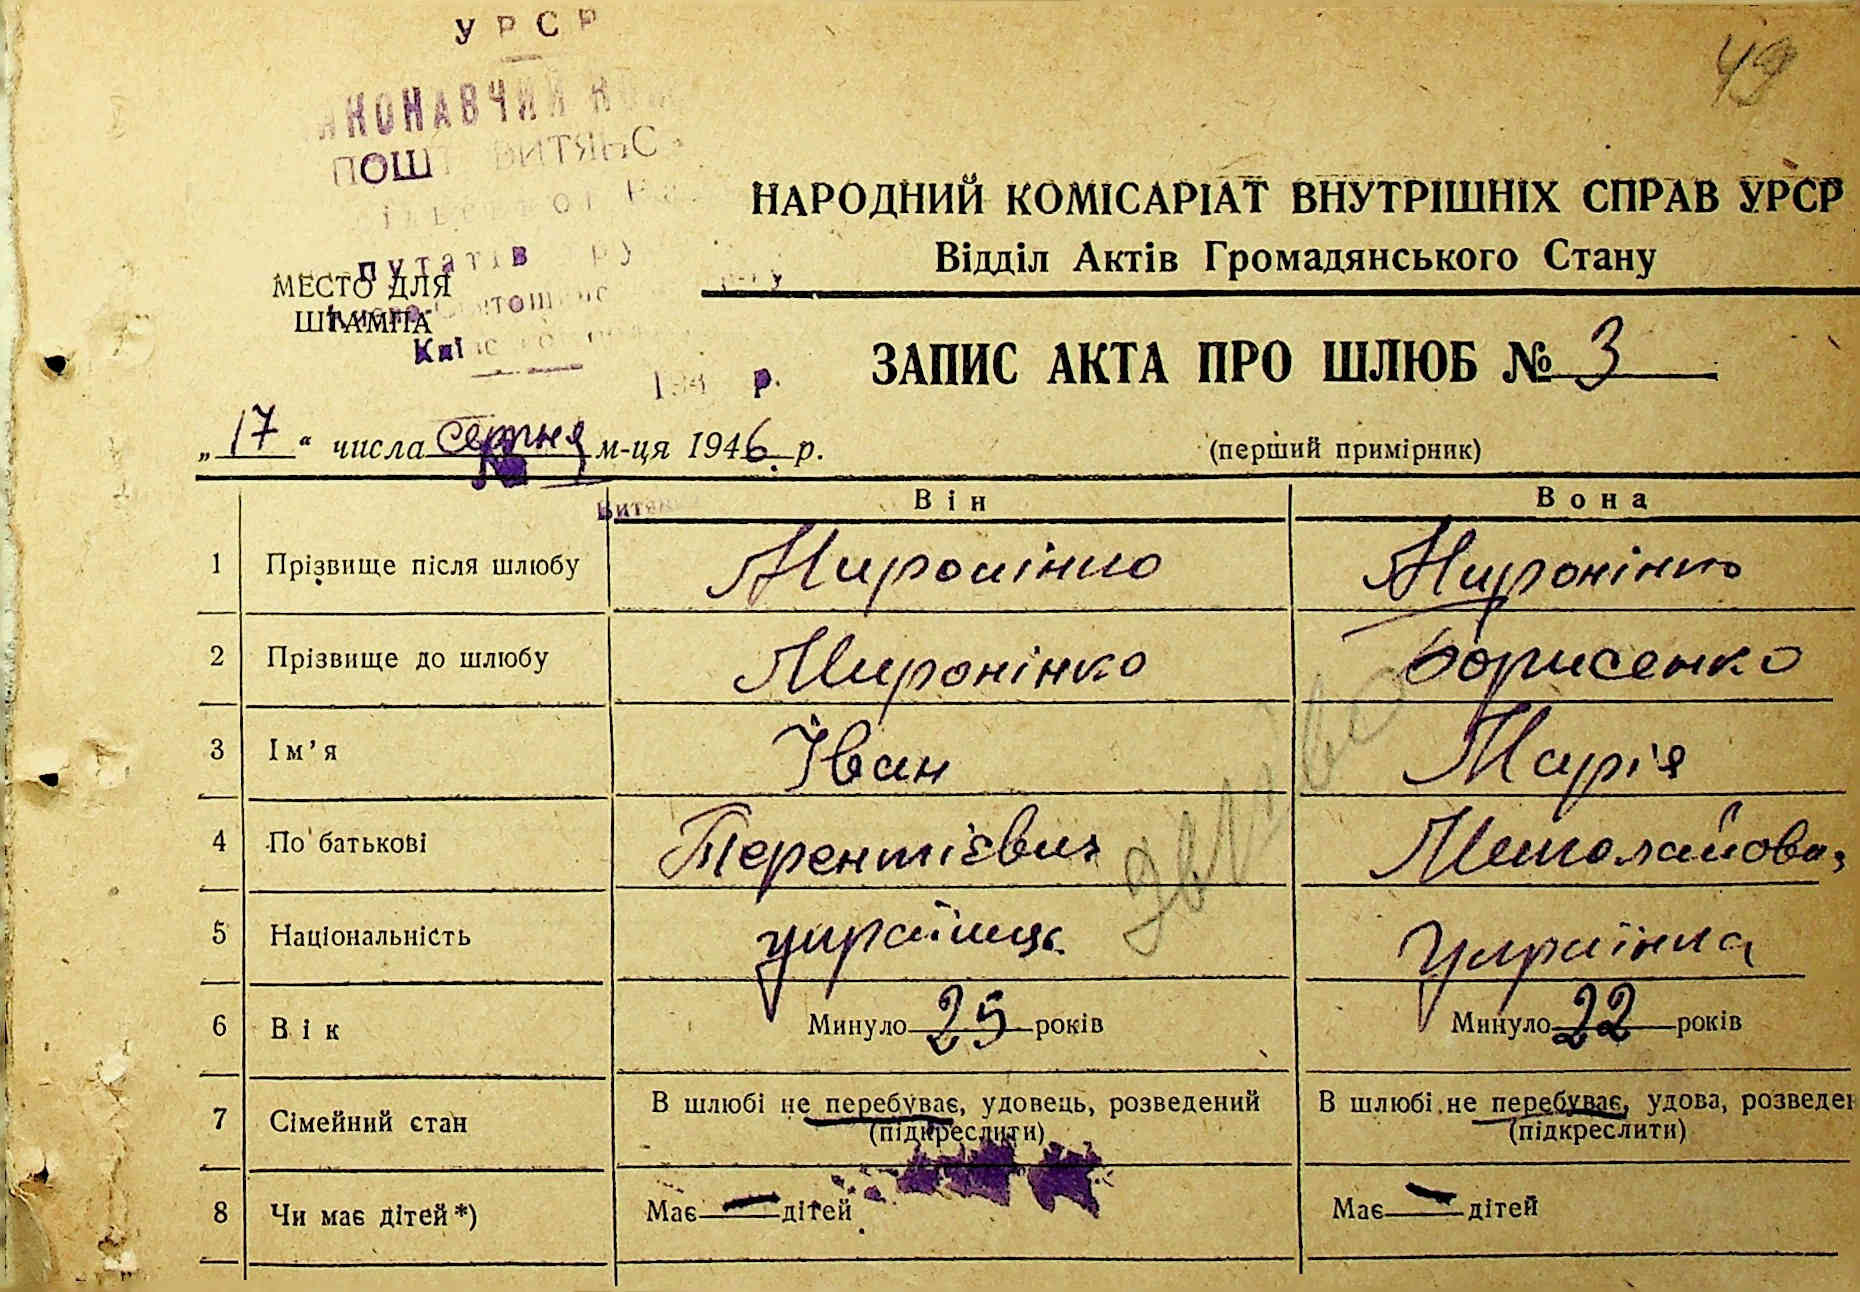 УРСР
49
НАРОДНИЙ КОМІСАРІАТ ВНУТРІШНІХ СПРАВ УРСР
Відділ Актів Громадянського Стану
МЕСТО ДЛЯ
ШТАМПА
ЗАПИС АКТА ПРО ШЛЮБ № 3
„17“ числа серпня м-ця 1946 р.
(перший примірник)
Він Вона
1 Прізвище після шлюбу Миронінко Миронінко
2 Прізвище до шлюбу Миронінко Борисенко
3 Ім’я Іван Марія
4 По батькові Терентієвич Миколайовна
5 Національність українець Українка
6 Вік Минуло 25 років Минуло 22 років
7 Сімейний стан В шлюбі не перебуває, удовець, розведений В шлюбі не перебуває, удова, розведен
(підкреслити) (підкреслити)
8 Чи має дітей*) Має — дітей Має — дітей